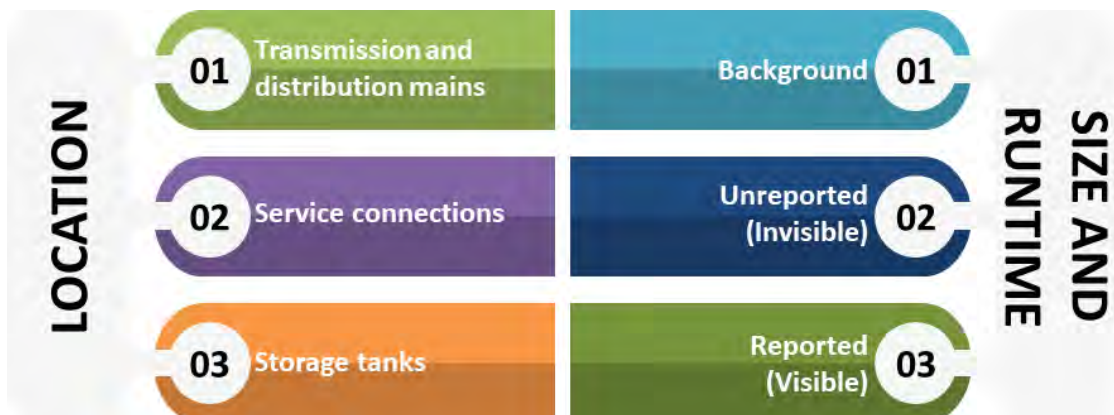 LOCATION
01
Transmission and
distribution mains
02
Service connections
03
Storage tanks
Background
01
Unreported
(Invisible)
02
Reported
(Visible)
03
SIZE AND
RUNTIME